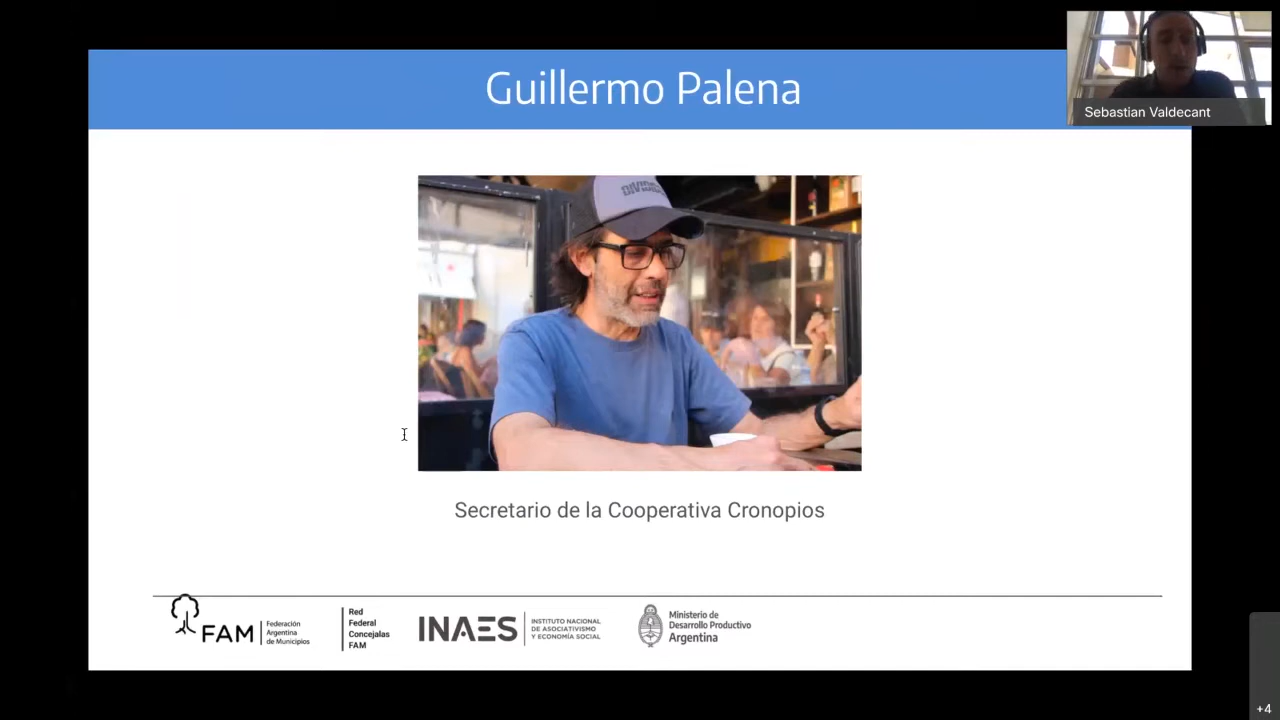 Guillermo Palena
Sebastian Valdecant
Secretario de la Cooperativa Cronopios
FAM
Federación
Argentina
de Municipios
Red
Federal
Concejalas
FAM
INAES
INSTITUTO NACIONAL
DE ASOCIATIVISMO
Y ECONOMÍA SOCIAL
Ministerio de
Desarrollo Productivo
Argentina
+4